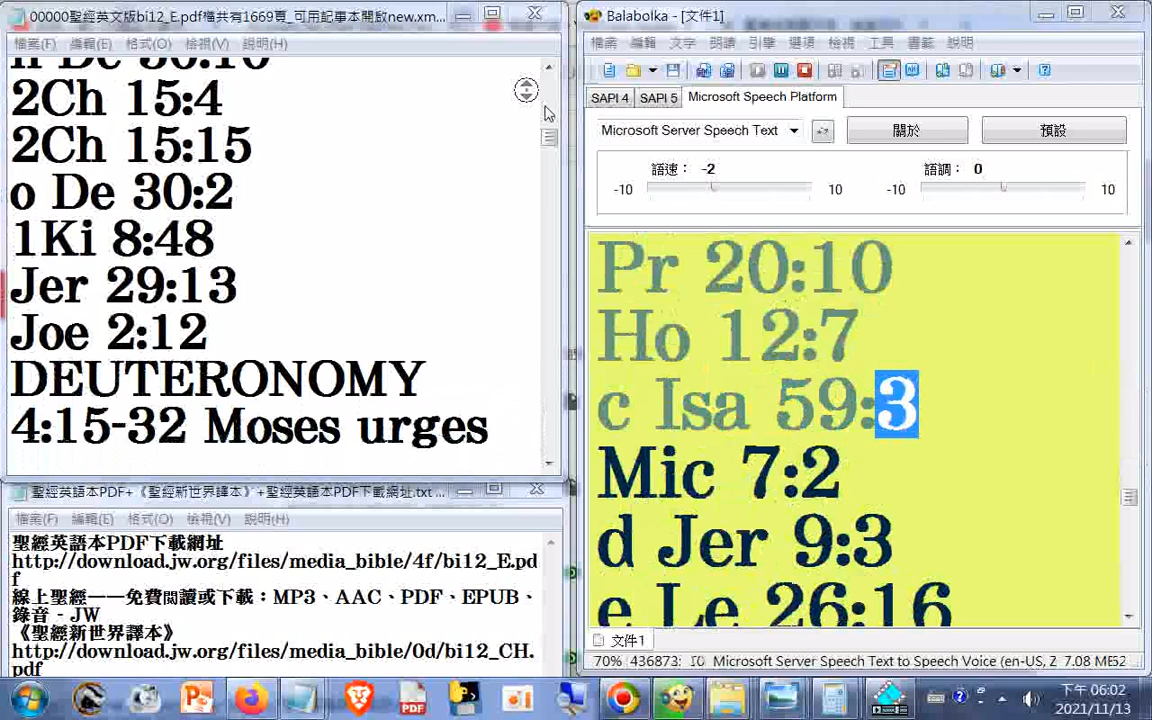 00000聖經英文版bi12_E.pdf檔共有1669頁_可用記事本開啟new.xm...
檔案(F) 編輯(E) 格式(O) 檢視(V) 說明(H)
n De 30:10
2Ch 15:4
2Ch 15:15
o De 30:2
1Ki 8:48
Jer 29:13
Joe 2:12
DEUTERONOMY
4:15-32 Moses urges
聖經英語本PDF+《聖經新世界譯本》+聖經英語本PDF下載網址.txt ...
檔案(F) 編輯(E) 格式(O) 檢視(V) 說明(H)
聖經英語本PDF下載網址
http://download.jw.org/files/media_bible/4f/bi12_E.pd
f
線上聖經——免費閱讀或下載：MP3、AAC、PDF、EPUB、
錄音 - JW
《聖經新世界譯本》
http://download.jw.org/files/media_bible/0d/bi12_CH.
pdf
Balabolka - [文件1]
檔案 編輯 文字 朗讀 引擎 選項 檢視 工具 書籤 說明
SAPI 4 SAPI 5 Microsoft Speech Platform
Microsoft Server Speech Text 關於 預設
語速： -2 語調： 0
-10 10 -10 10
Pr 20:10
Ho 12:7
c Isa 59:3
Mic 7:2
d Jer 9:3
e Le 26:16
文件1
70% 436873: Microsoft Server Speech Text to Speech Voice (en-US, Z 7.08 ME52
下午 06:02
2021/11/13